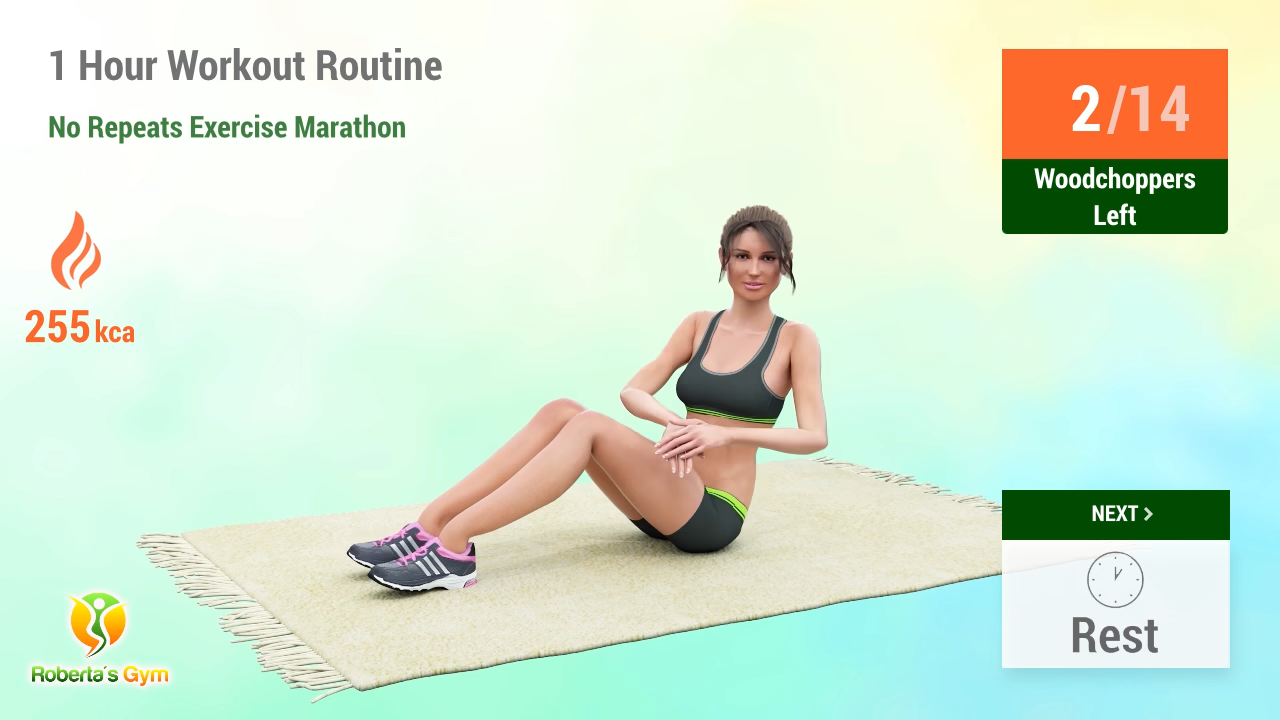 1 Hour Workout Routine
No Repeats Exercise Marathon
2/14
Woodchoppers
Left
255 kca
NEXT >
Rest
Roberta´s Gym